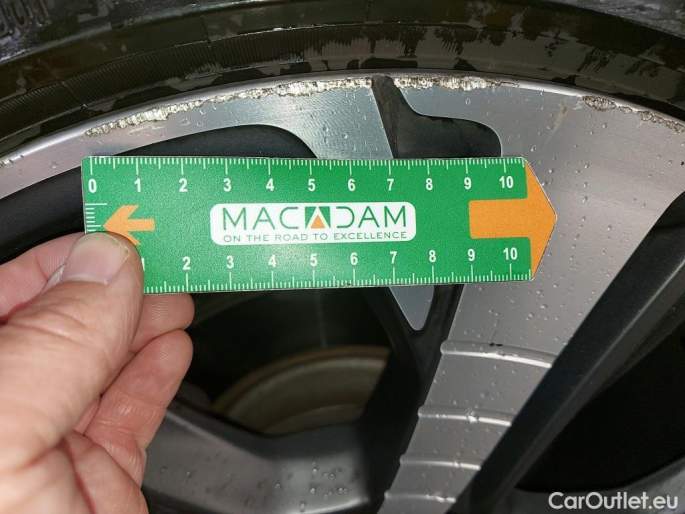 0 1 2 3 4 5 6 7 8 9 10
MACADAM
ON THE ROAD TO EXCELLENCE
1 2 3 4 5 6 7 8 9 10
CarOutlet.eu